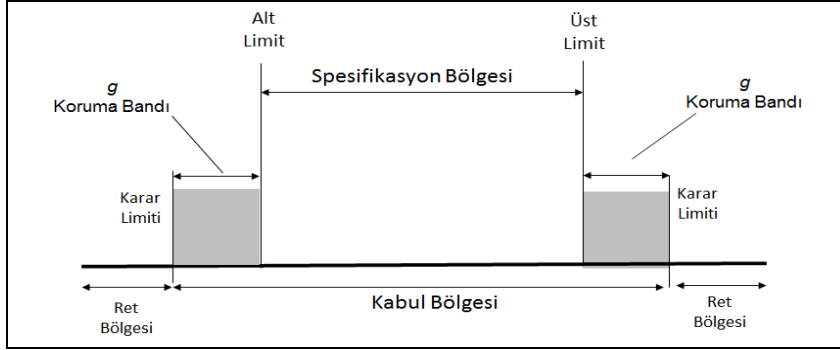 Alt
Limit
Üst
Limit
Spesifikasyon Bölgesi
g
Koruma Bandı
g
Koruma Bandı
Karar
Limiti
Karar
Limiti
Ret
Bölgesi
Kabul Bölgesi
Ret
Bölgesi